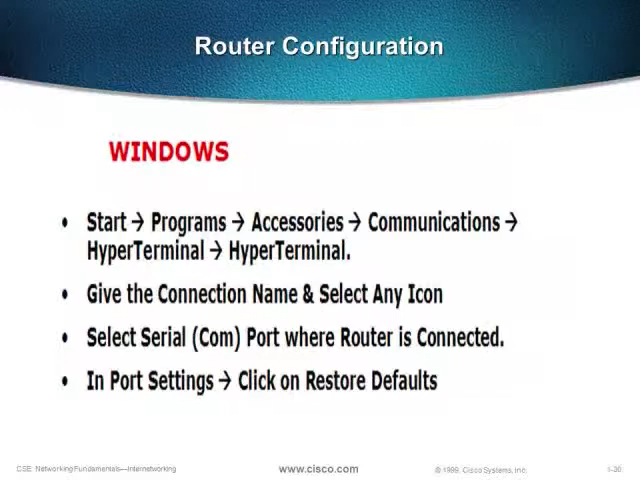 Router Configuration
WINDOWS
• Start → Programs → Accessories → Communications →
HyperTerminal → HyperTerminal.
• Give the Connection Name & Select Any Icon
• Select Serial (Com) Port where Router is Connected.
• In Port Settings → Click on Restore Defaults
CSE: Networking Fundamentals—Internetworking www.cisco.com © 1999, Cisco Systems, Inc. 1-30